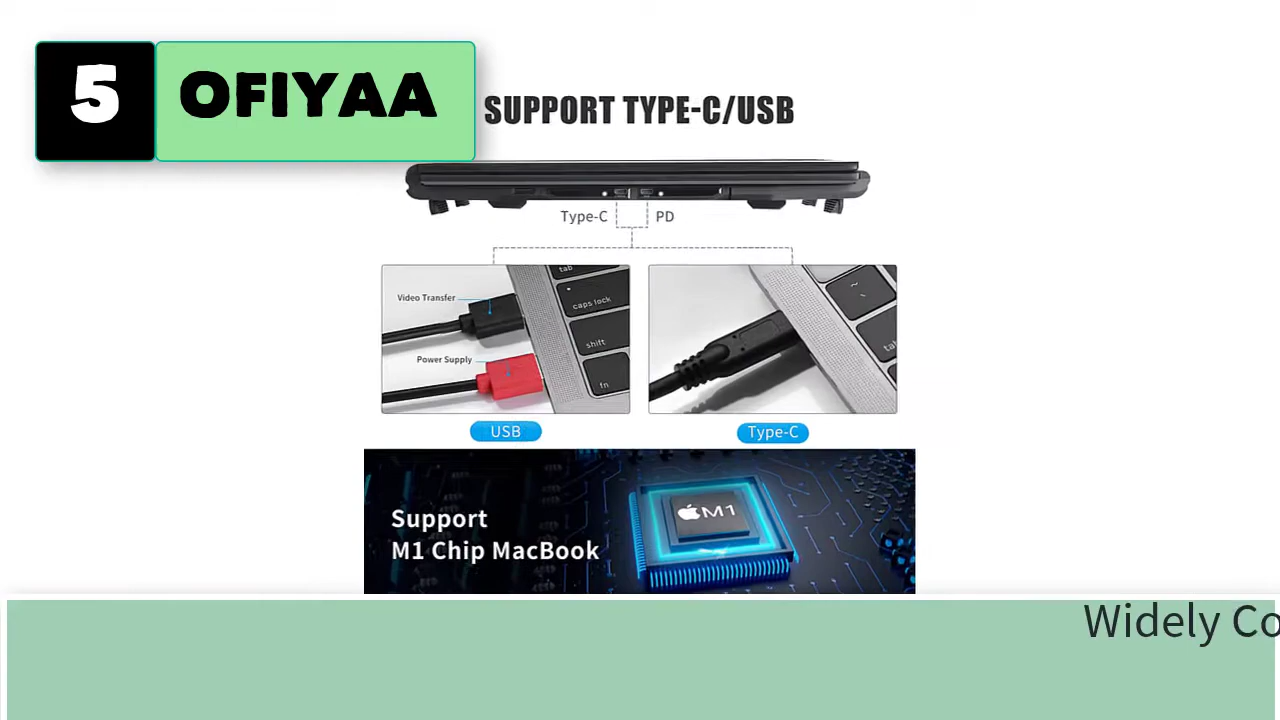 5 OFIYAA
SUPPORT TYPE-C/USB
Type-C PD
Video Transfer
Power Supply
tab
caps lock
shift
fn
~
tab
USB
Type-C
M1
Support
M1 Chip MacBook
Widely Co